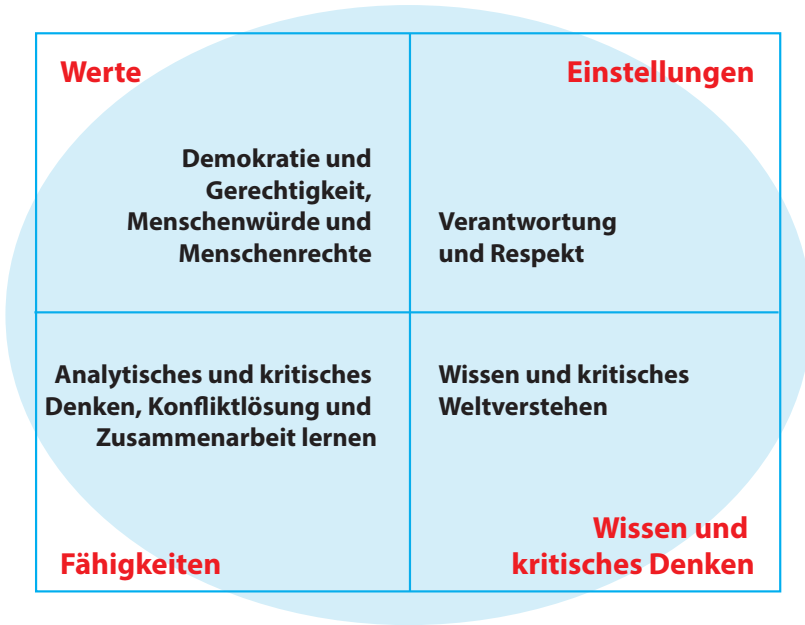 Werte
Demokratie und
Gerechtigkeit,
Menschenwürde und
Menschenrechte
Einstellungen
Verantwortung
und Respekt
Analytisches und kritisches
Denken, Konfliktlösung und
Zusammenarbeit lernen
Fähigkeiten
Wissen und kritisches
Weltverstehen
Wissen und
kritisches Denken